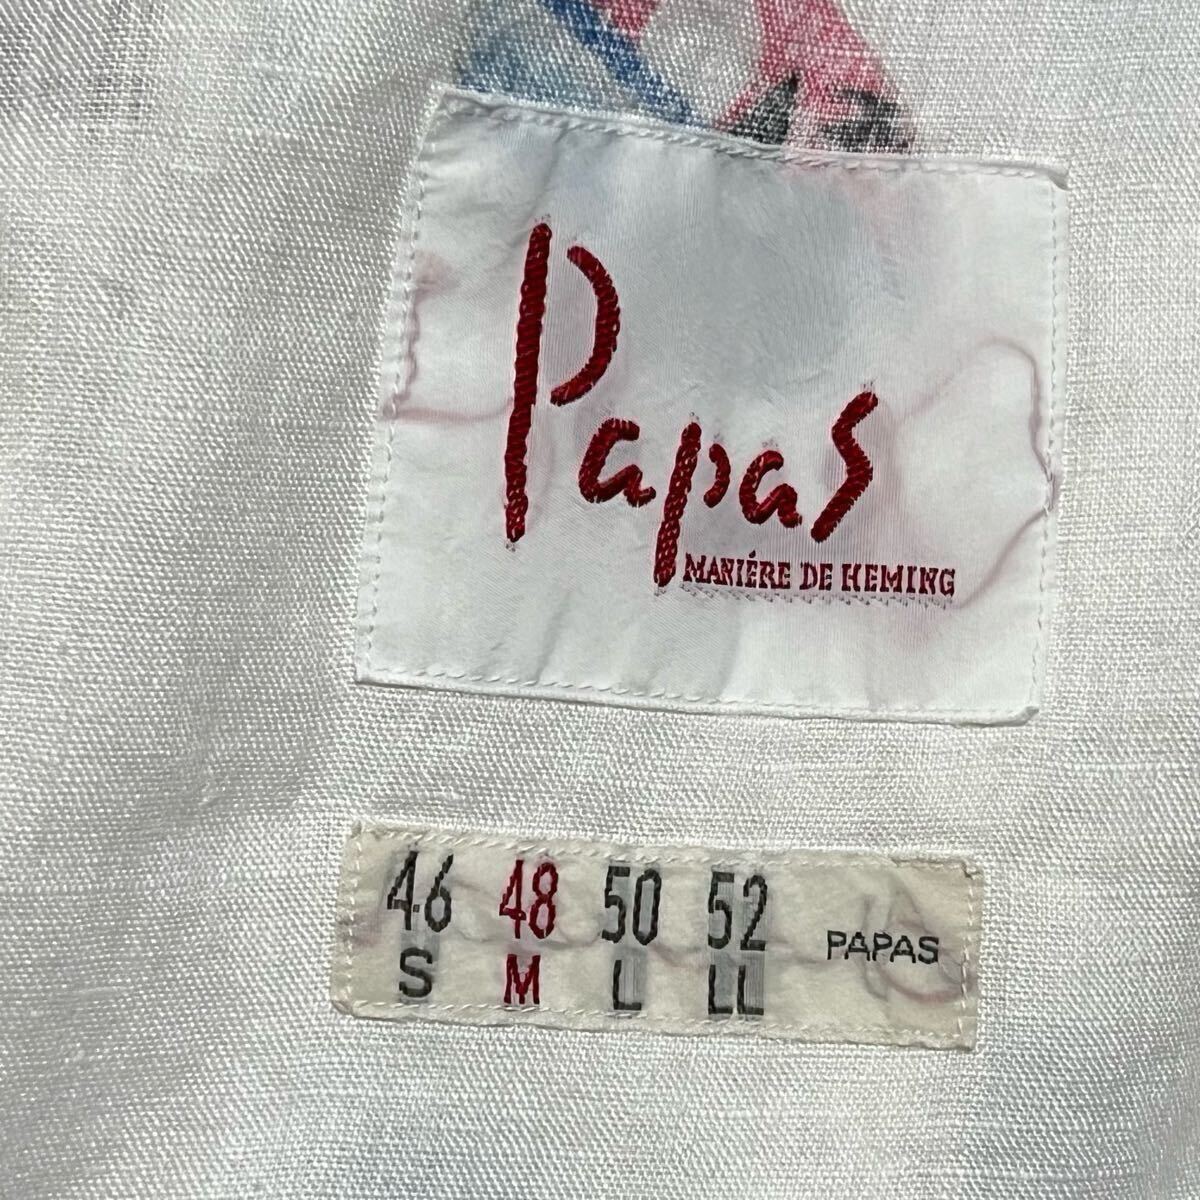 Papas
MANIÉRE DE HEMING
46 48 50 52
S M L LL PAPAS